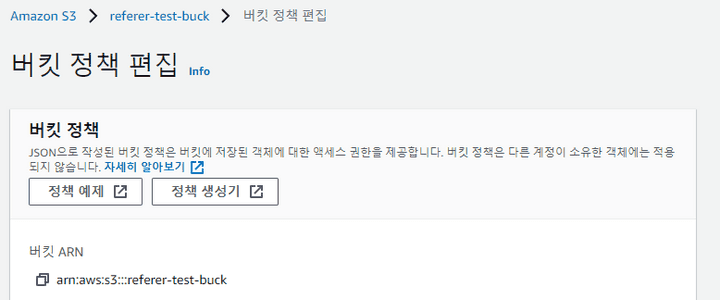 Amazon S3 > referer-test-buck > 버킷 정책 편집
버킷 정책 편집 Info
버킷 정책
JSON으로 작성된 버킷 정책은 버킷에 저장된 객체에 대한 액세스 권한을 제공합니다. 버킷 정책은 다른 계정이 소유한 객체에는 적용
되지 않습니다. 자세히 알아보기
정책 예제 정책 생성기
버킷 ARN
arn:aws:s3:::referer-test-buck